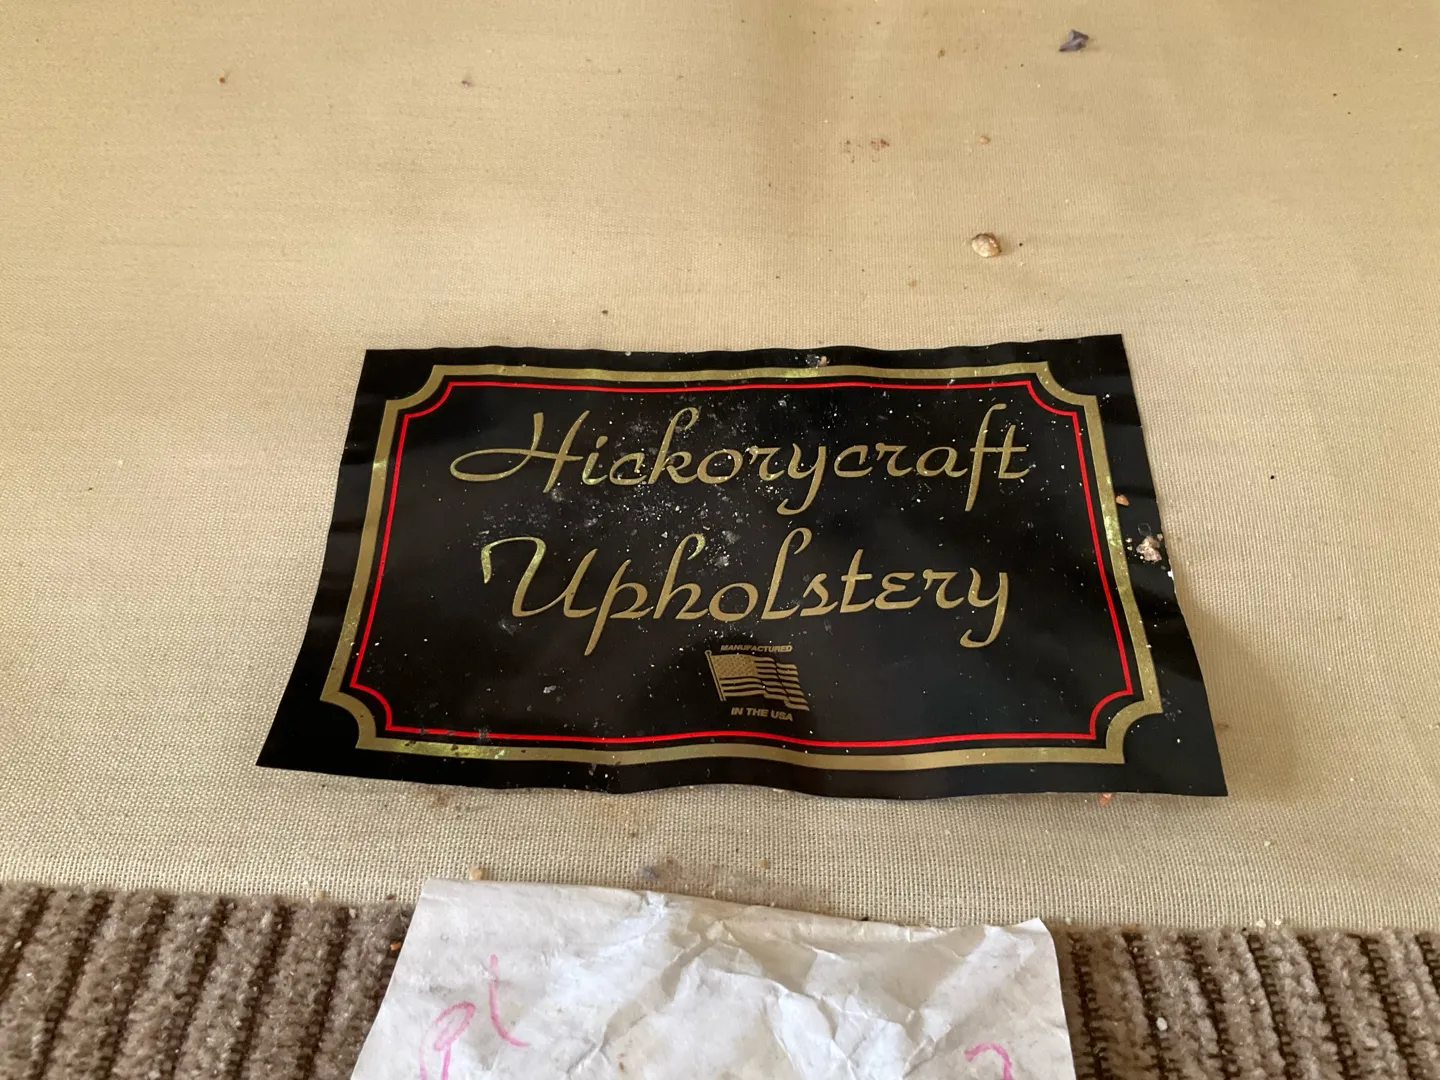 Hickorycraft
Upholstery
MANUFACTURED
IN THE USA